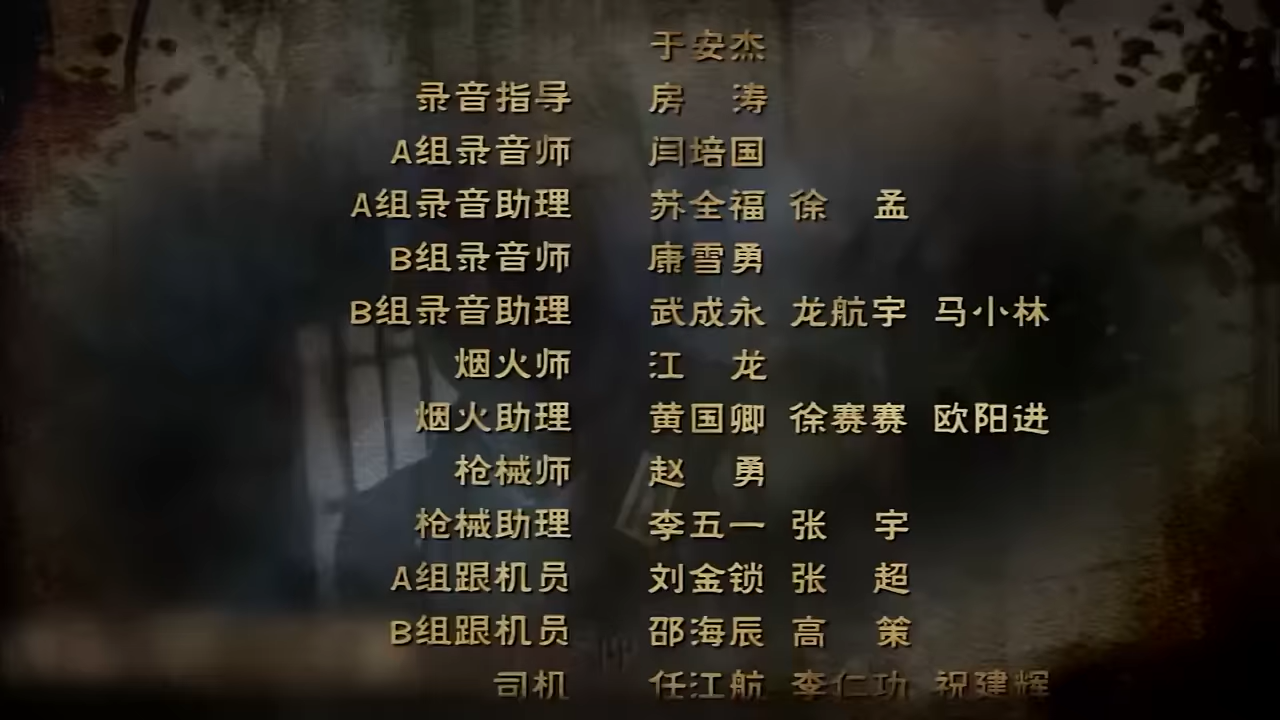 于安杰
录音指导 房涛
A组录音师 闫培国
A组录音助理 苏全福 徐孟
B组录音师 康雪勇
B组录音助理 武成永 龙航宇 马小林
烟火师 江龙
烟火助理 黄国卿 徐赛赛 欧阳进
枪械师 赵勇
枪械助理 李五一 张宇
A组跟机员 刘金锁 张超
B组跟机员 邵海辰 高策
司机 任江航 李仁功 祝建辉